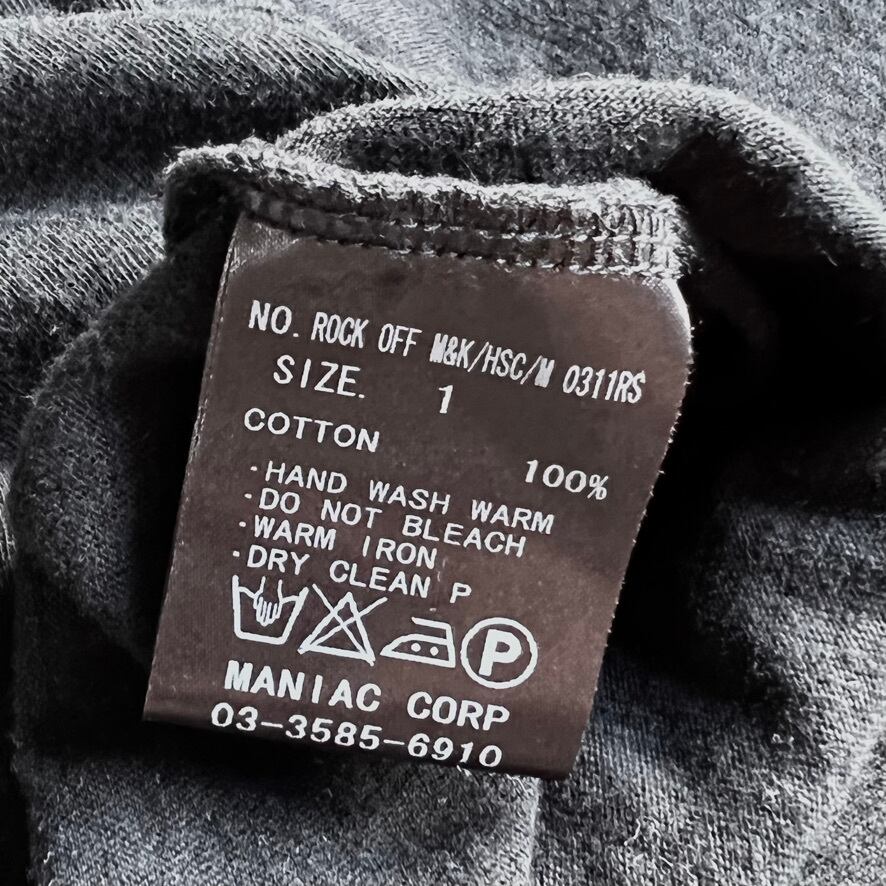 NO. ROCK OFF M&K/HSC/M 0311RS
SIZE. 1
COTTON 100%
·HAND WASH WARM
·DO NOT BLEACH
·WARM IRON
·DRY CLEAN P
P
MANIAC CORP
03-3585-6910